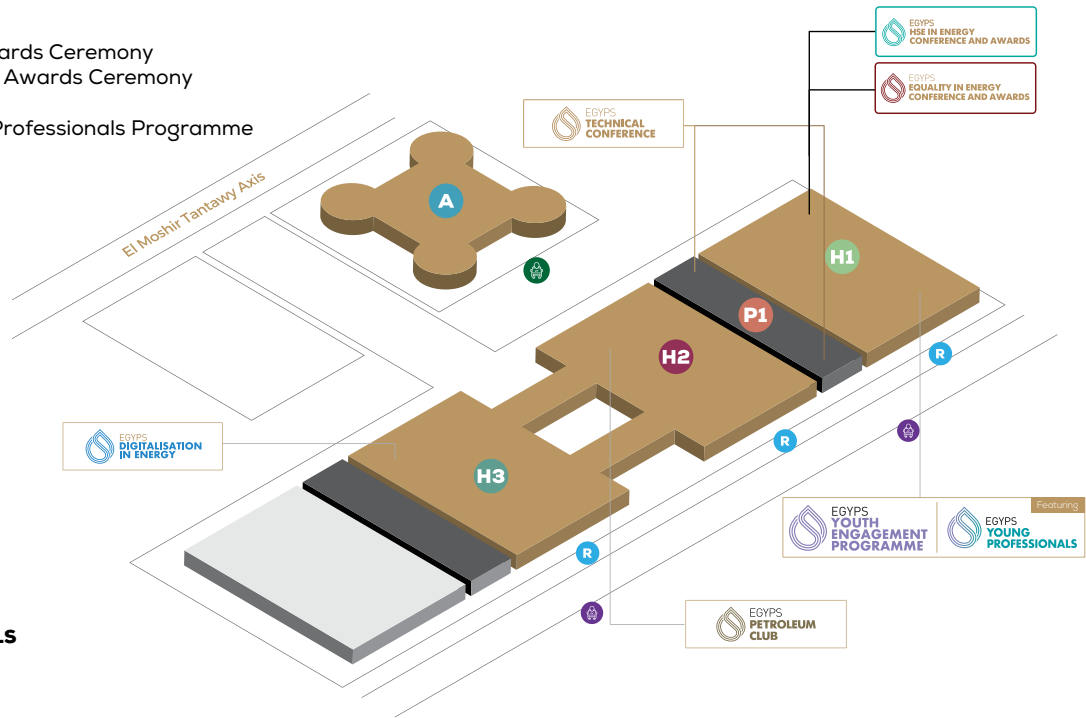 ards Ceremony
Awards Ceremony
Professionals Programme
El Moshir Tantawy Axis
EGYPS
HSE IN ENERGY
CONFERENCE AND AWARDS
EGYPS
EQUALITY IN ENERGY
CONFERENCE AND AWARDS
EGYPS
TECHNICAL
CONFERENCE
A
H1
P1
H2
R
R
EGYPS
DIGITALISATION
IN ENERGY
H3
R
Featuring
EGYPS
YOUTH
ENGAGEMENT
PROGRAMME
EGYPS
YOUNG
PROFESSIONALS
EGYPS
PETROLEUM
CLUB